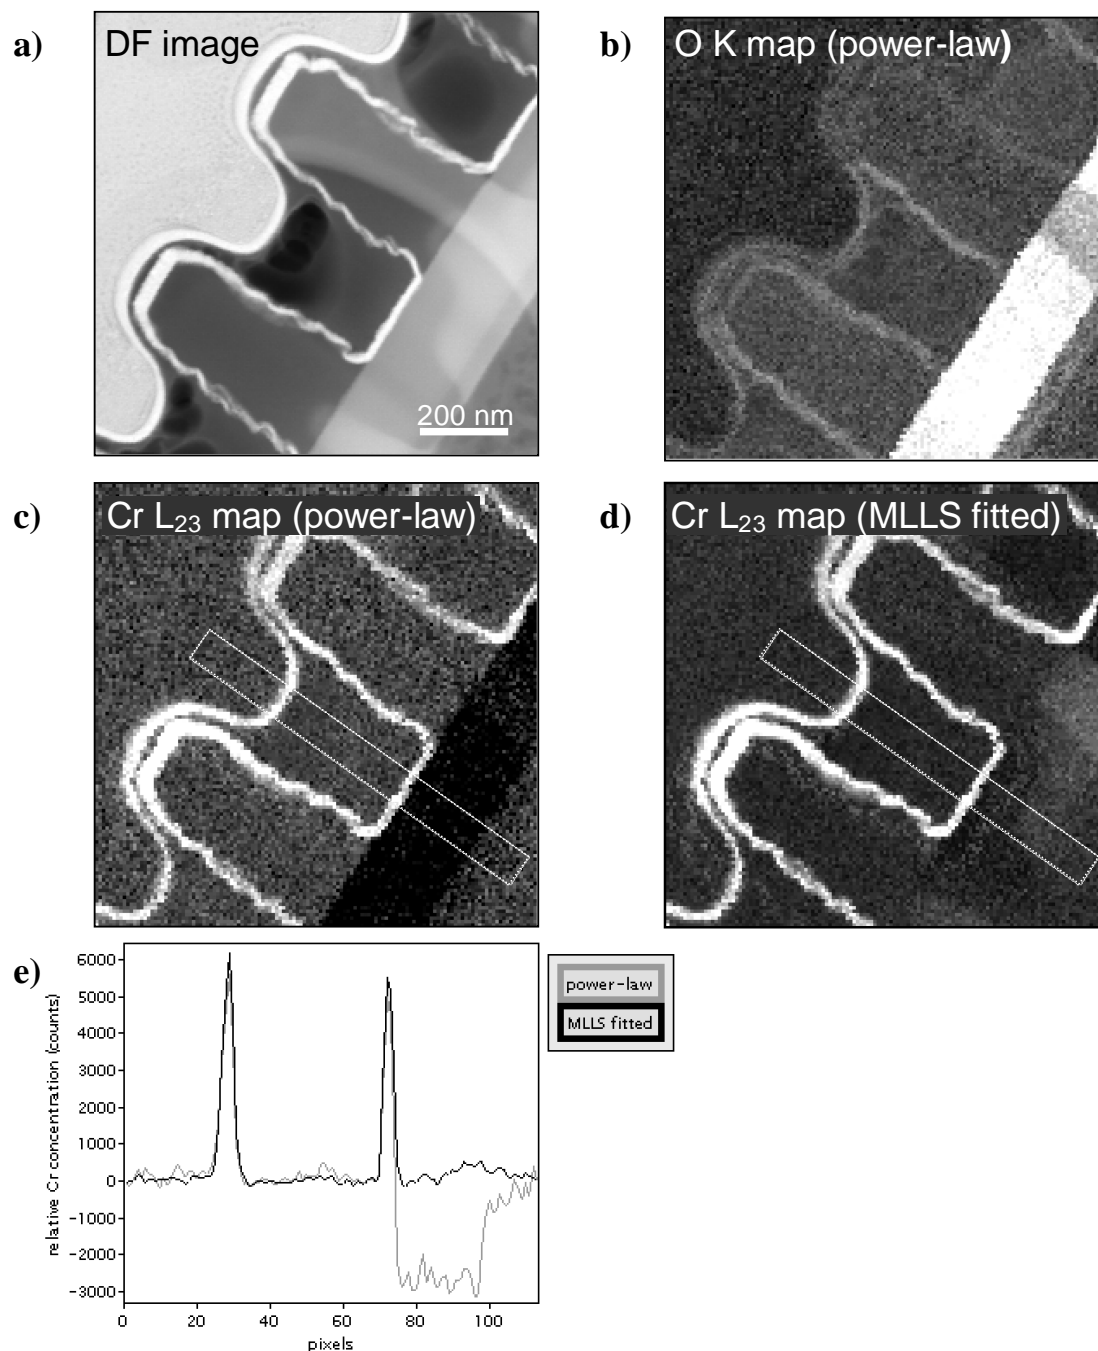 a)
DF image
200 nm
b)
O K map (power-law)
c)
Cr L₂₃ map (power-law)
d)
Cr L₂₃ map (MLLS fitted)
e)
relative Cr concentration (counts)
6000
5000
4000
3000
2000
1000
0
-1000
-2000
-3000
0 20 40 60 80 100
pixels
power-law
MLLS fitted